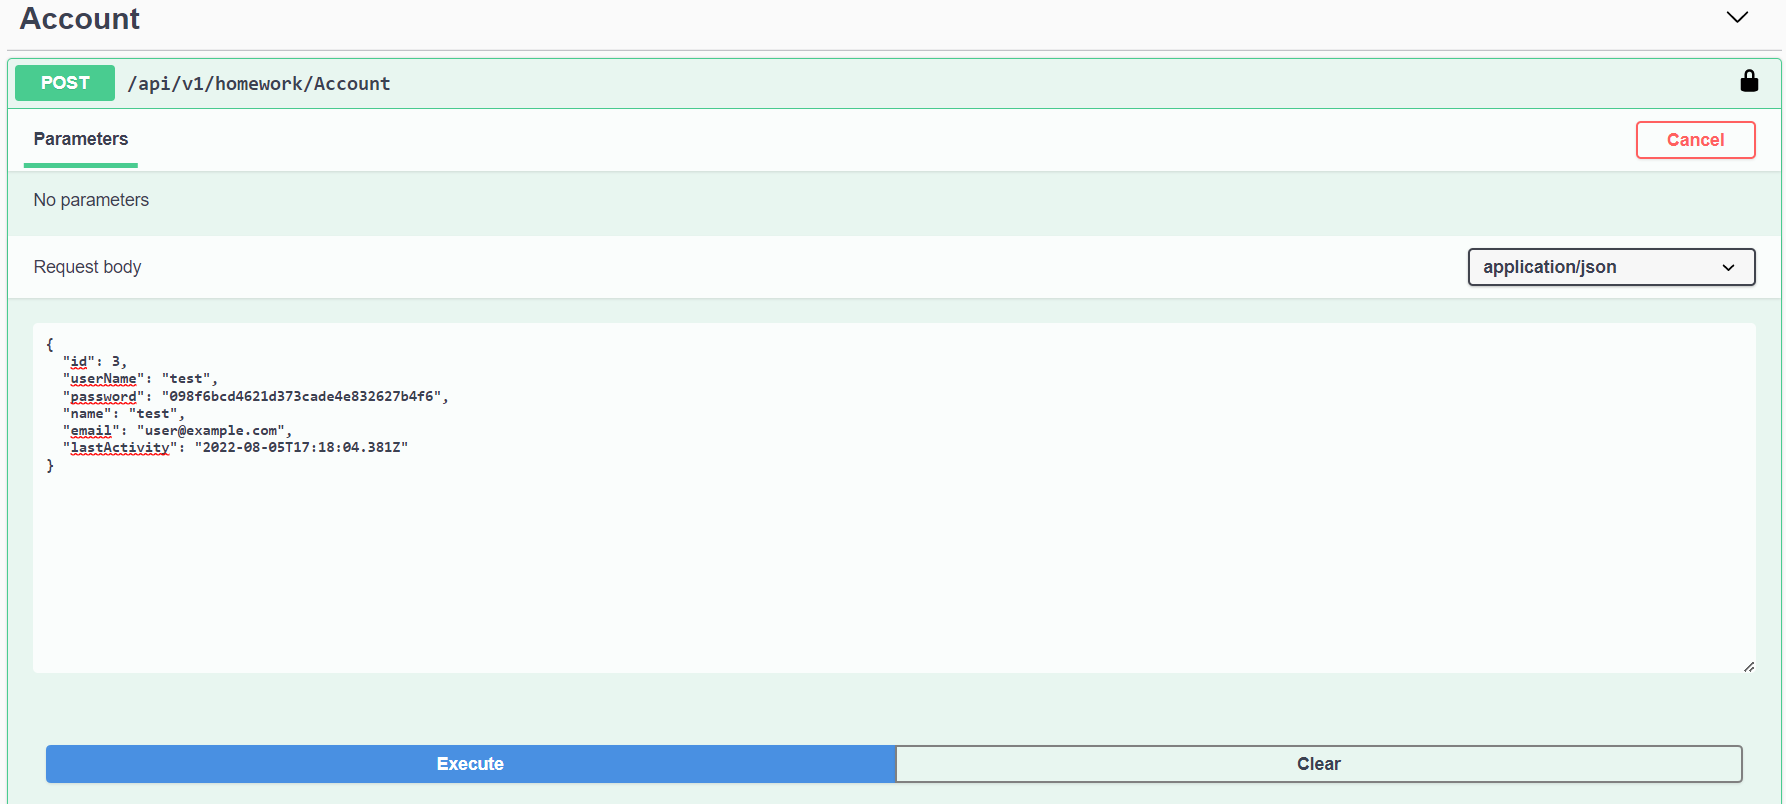 Account
POST /api/v1/homework/Account
Parameters
Cancel
No parameters
Request body
application/json
{
  "id": 3,
  "userName": "test",
  "password": "098f6bcd4621d373cade4e832627b4f6",
  "name": "test",
  "email": "user@example.com",
  "lastActivity": "2022-08-05T17:18:04.381Z"
}
Execute
Clear